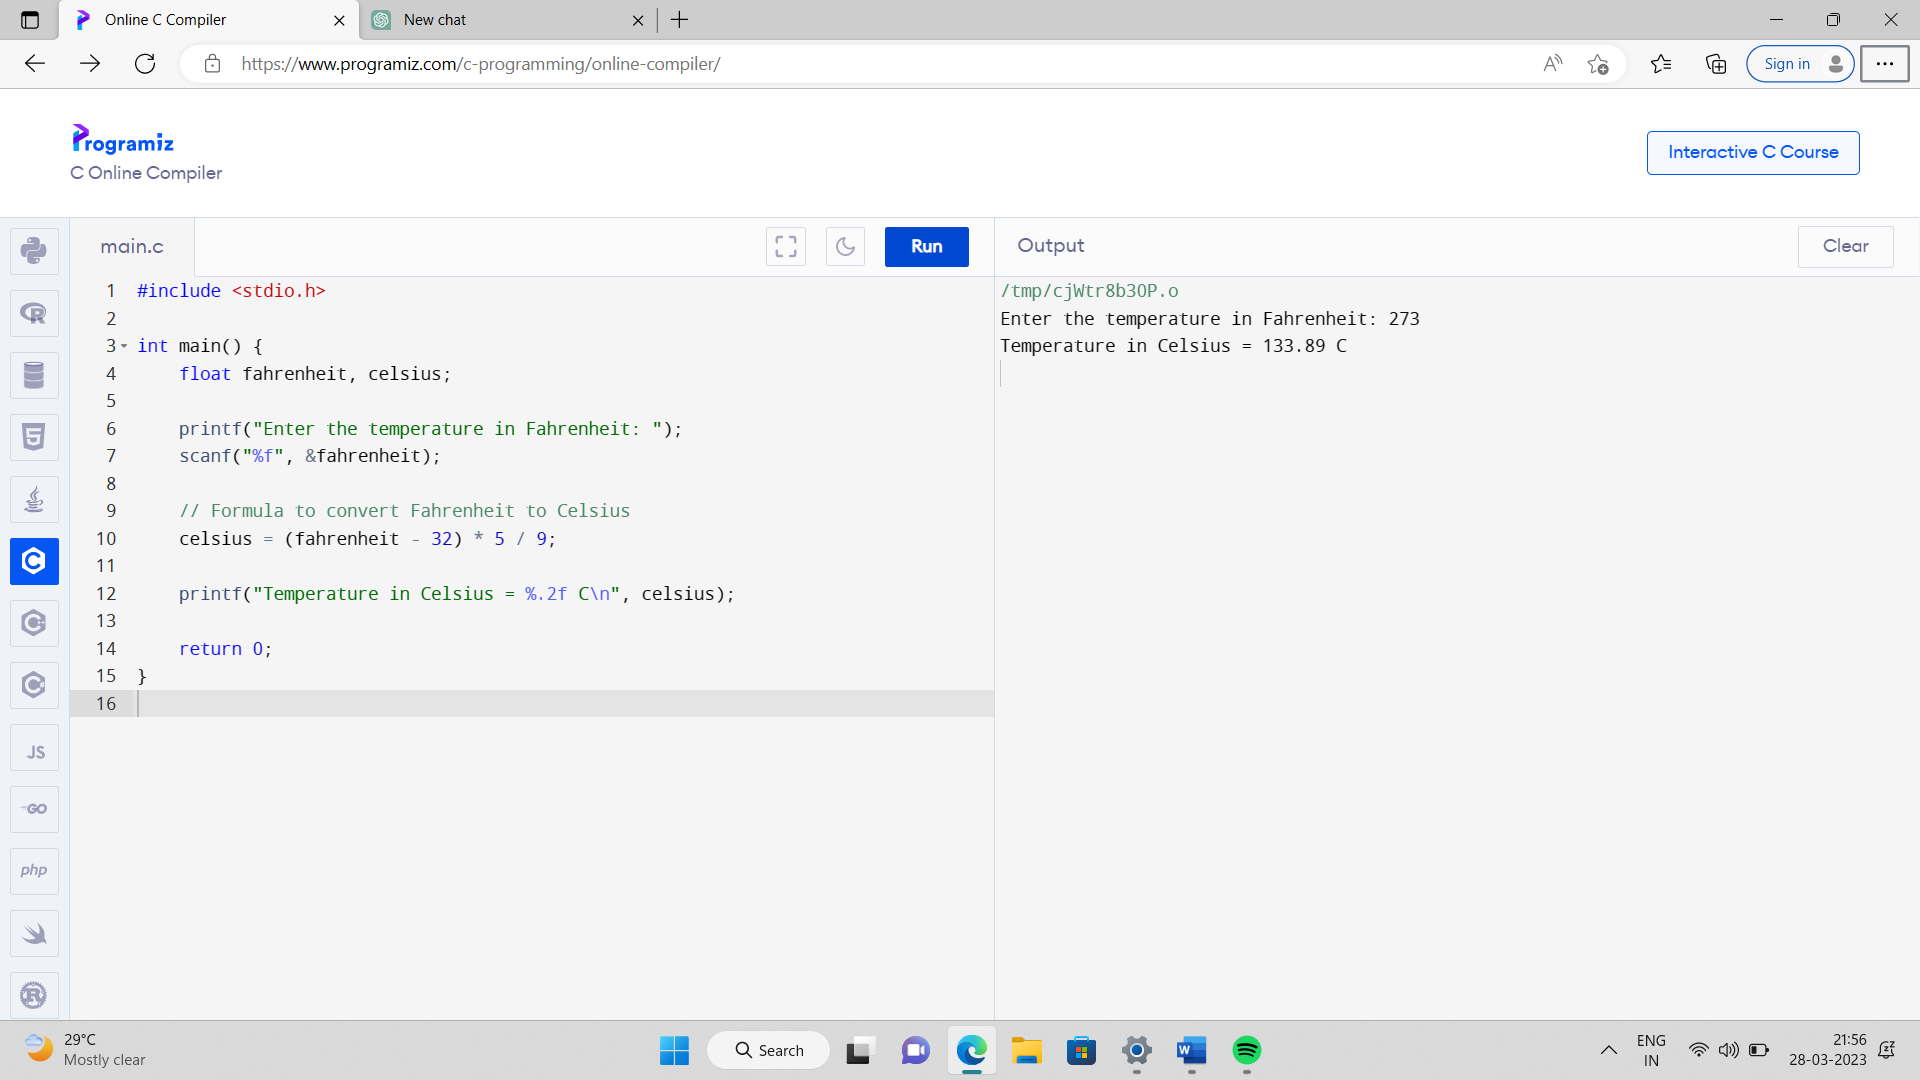 Online C Compiler
New chat
https://www.programiz.com/c-programming/online-compiler/
Sign in
Programiz
C Online Compiler
Interactive C Course
main.c
Run
Output
Clear
1 #include <stdio.h>
2
3 int main() {
4     float fahrenheit, celsius;
5
6     printf("Enter the temperature in Fahrenheit: ");
7     scanf("%f", &fahrenheit);
8
9     // Formula to convert Fahrenheit to Celsius
10     celsius = (fahrenheit - 32) * 5 / 9;
11
12     printf("Temperature in Celsius = %.2f C\n", celsius);
13
14     return 0;
15 }
16
/tmp/cjWtr8b3OP.o
Enter the temperature in Fahrenheit: 273
Temperature in Celsius = 133.89 C
R
5
C
C
JS
GO
php
R
29°C
Mostly clear
Search
W
ENG
IN
21:56
28-03-2023